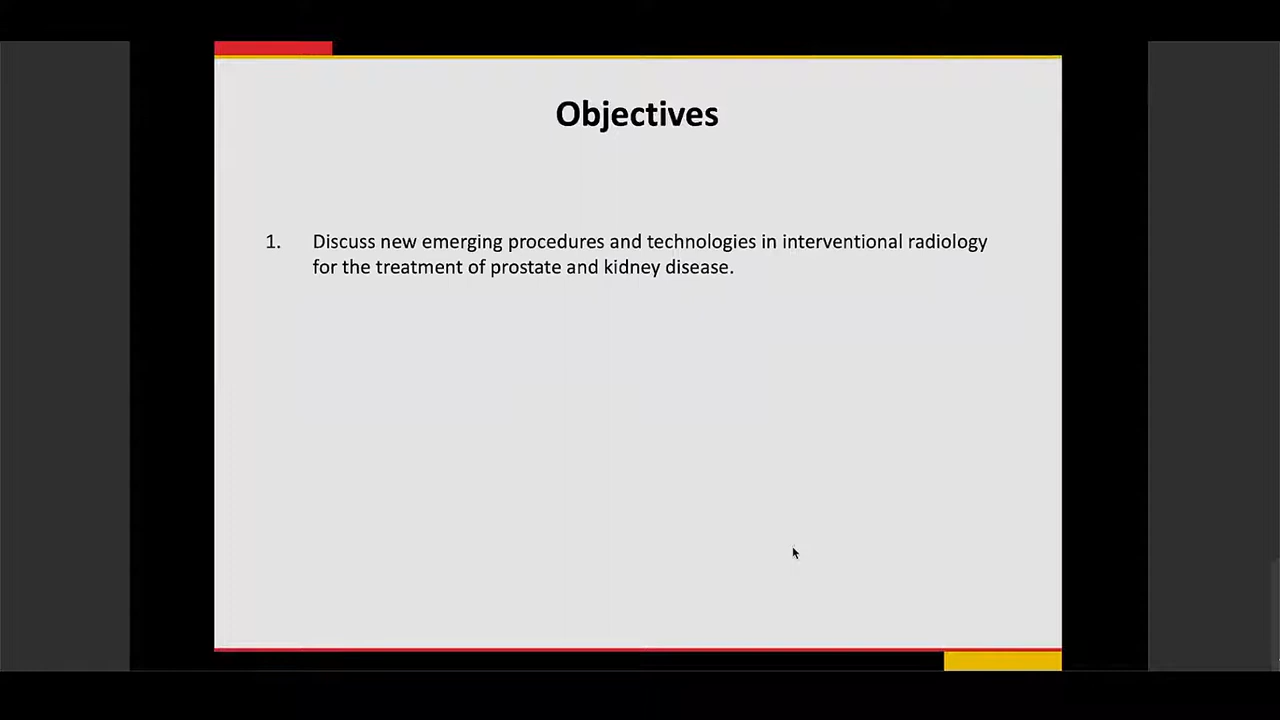 Objectives
1. Discuss new emerging procedures and technologies in interventional radiology
for the treatment of prostate and kidney disease.